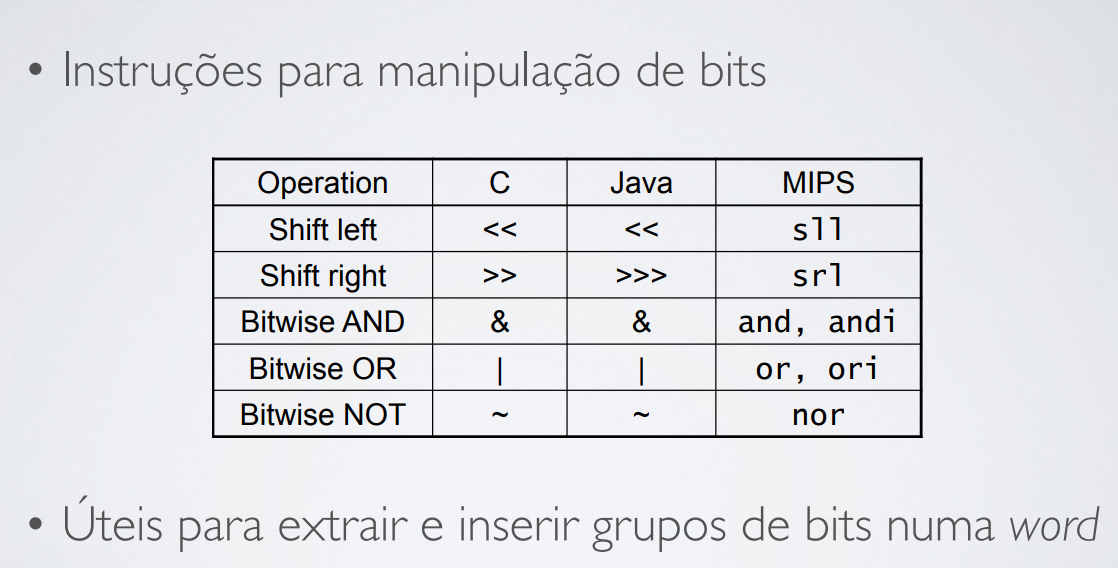 • Instruções para manipulação de bits
Operation C Java MIPS
Shift left << << sll
Shift right >> >>> srl
Bitwise AND & & and, andi
Bitwise OR | | or, ori
Bitwise NOT ~ ~ nor
• Úteis para extrair e inserir grupos de bits numa word